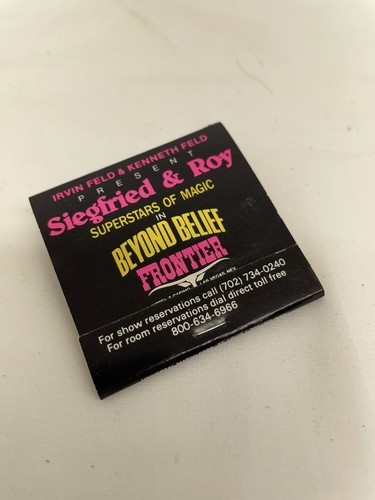 IRVIN FELD & KENNETH FELD
PRESENT
Siegfried & Roy
SUPERSTARS OF MAGIC
IN
BEYOND BELIEF
FRONTIER
LAS VEGAS, NEV.
For show reservations call (702) 734-0240
For room reservations dial direct toll free
800-634-6966